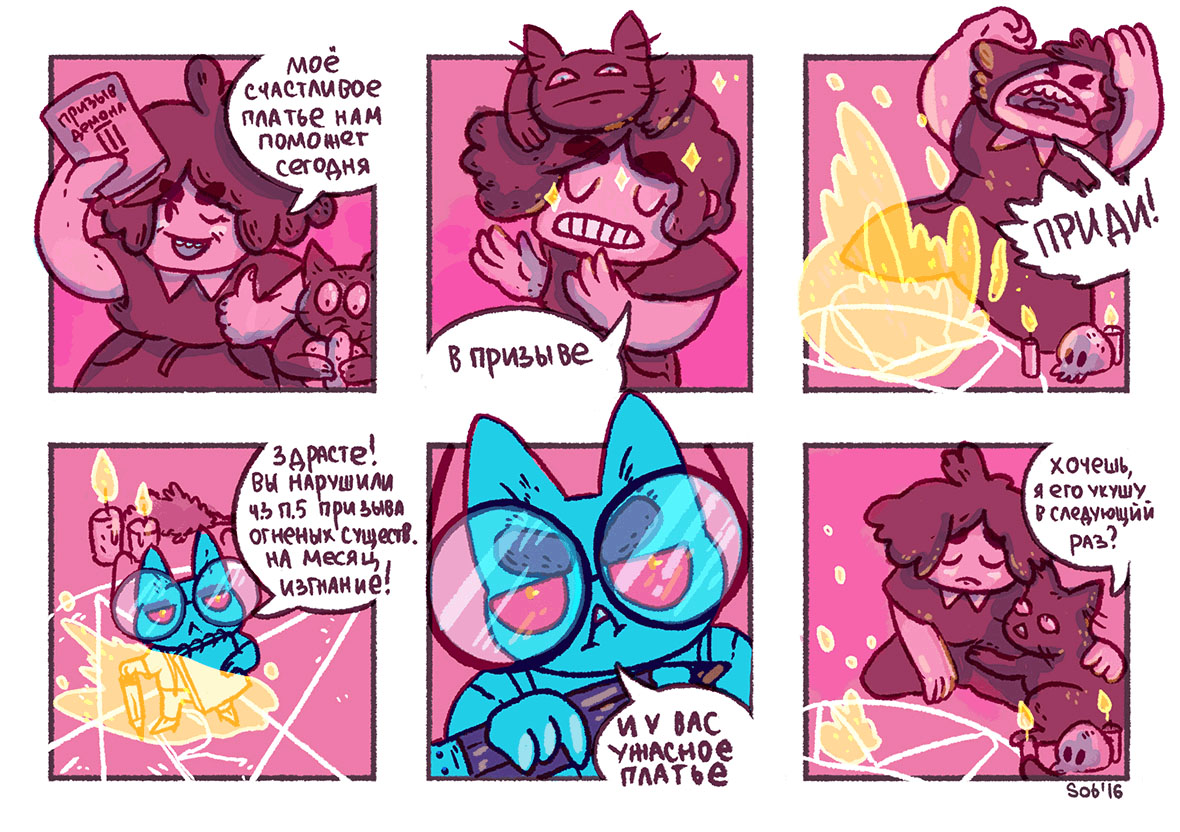 ПРИЗЫВ
ДЕМОНА
III
МОЁ
СЧАСТЛИВОЕ
ПЛАТЬЕ НАМ
ПОМОЖЕТ
СЕГОДНЯ
В ПРИЗЫВЕ
ПРИДИ!
ЗДРАСТЕ!
ВЫ НАРУШИЛИ
ЧЗ П.5 ПРИЗЫВА
ОГНЕНЫХ СУЩЕСТВ.
НА МЕСЯЦ
ИЗГНАНИЕ!
И У ВАС
УЖАСНОЕ
ПЛАТЬЕ
ХОЧЕШЬ,
Я ЕГО УКУШУ
В СЛЕДУЮЩИЙ
РАЗ?
Sob'16